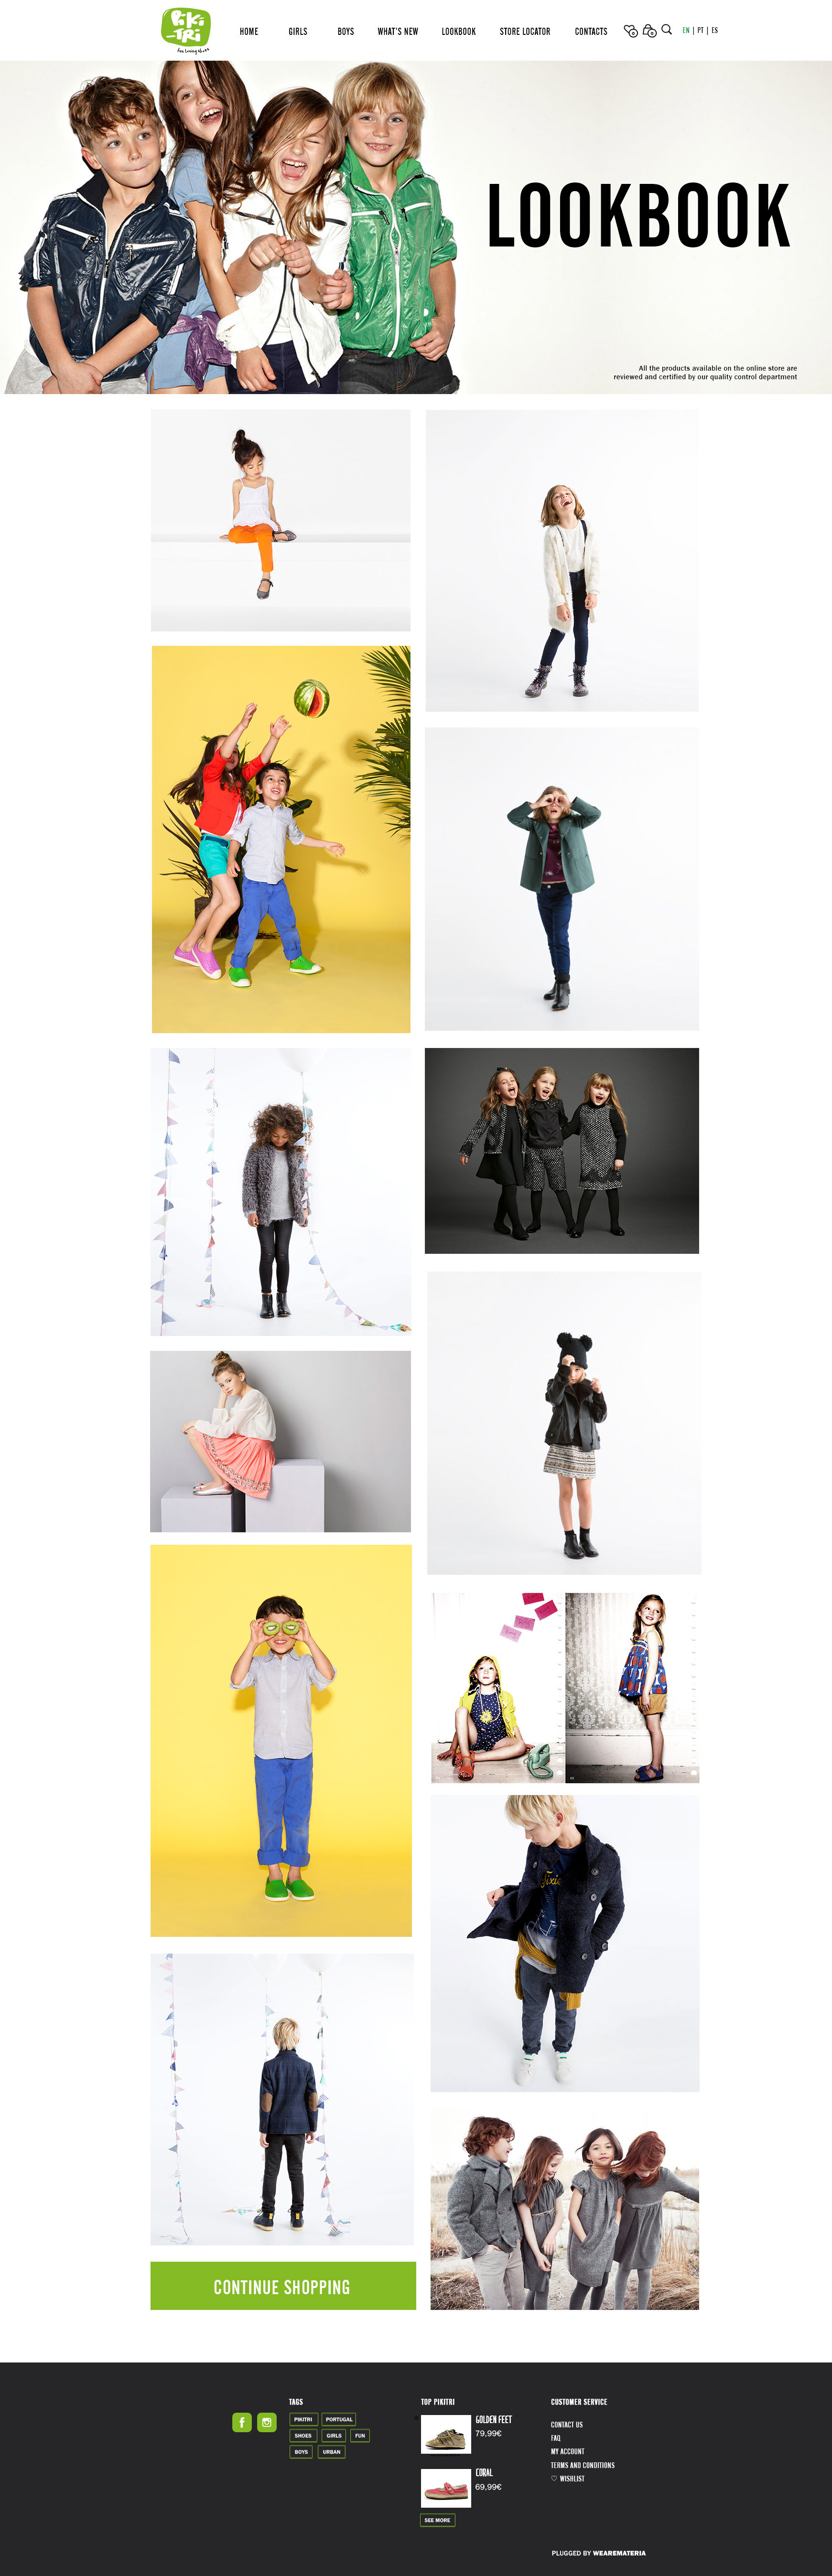 Piki
-TRI
for loving shoes
HOME
GIRLS
BOYS
WHAT'S NEW
LOOKBOOK
STORE LOCATOR
CONTACTS
0
0
EN | PT | ES
LOOKBOOK
All the products available on the online store are
reviewed and certified by our quality control department
CONTINUE SHOPPING
TAGS
PIKITRI
PORTUGAL
SHOES
GIRLS
FUN
BOYS
URBAN
TOP PIKITRI
GOLDEN FEET
79,99€
CORAL
69,99€
SEE MORE
CUSTOMER SERVICE
CONTACT US
FAQ
MY ACCOUNT
TERMS AND CONDITIONS
♡ WISHLIST
PLUGGED BY WEAREMATERIA